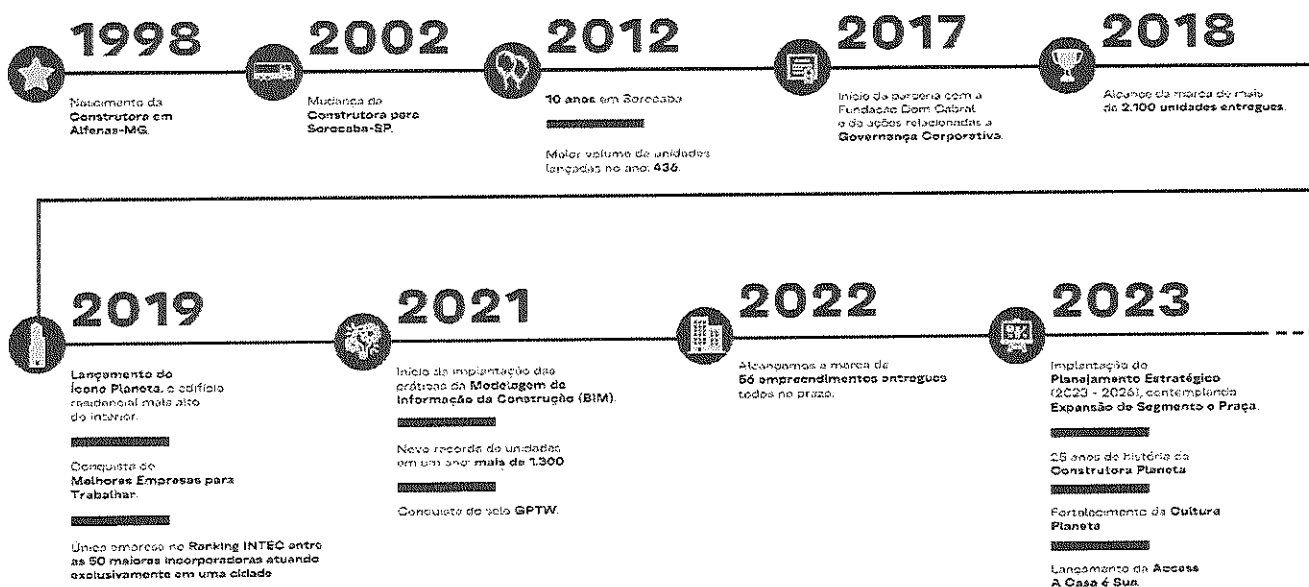 1998
Nascimento da
Construtora em
Alfenas-MG.
2002
Mudança da
Construtora para
Sorocaba-SP.
2012
10 anos em Sorocaba
Maior volume de unidades
lançadas no ano: 436.
2017
Início da parceria com a
Fundação Dom Cabral
e de ações relacionadas a
Governança Corporativa.
2018
Alcance da marca de mais
de 2.100 unidades entregues.
2019
Lançamento do
Ícone Planeta, o edifício
residencial mais alto
do interior.
Conquista de
Melhores Empresas para
Trabalhar.
Única empresa no Ranking INTEC entre
as 50 maiores incorporadoras atuando
exclusivamente em uma cidade
2021
Início da implantação das
práticas da Modelagem de
Informação da Construção (BIM).
Novo recorde de unidades
em um ano: mais de 1.300
Conquista do selo GPTW.
2022
Alcançamos a marca de
56 empreendimentos entregues
todos no prazo.
2023
Implantação do
Planejamento Estratégico
(2023 - 2026), contemplando
Expansão de Segmento e Praça.
25 anos de história da
Construtora Planeta
Fortalecimento da Cultura
Planeta
Lançamento da Access
A Casa é Sua